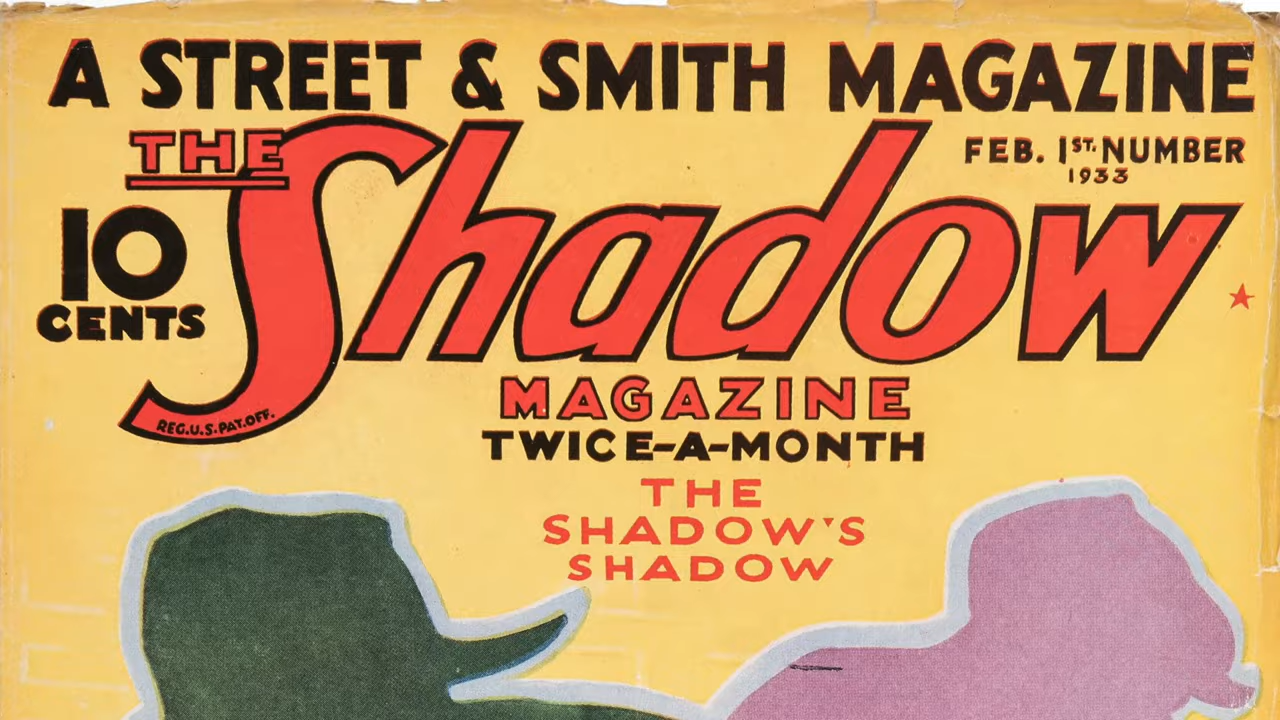 A STREET & SMITH MAGAZINE
THE Shadow
FEB. 1ST. NUMBER
1933
10
CENTS
REG.U.S.PAT.OFF.
MAGAZINE
TWICE-A-MONTH
THE
SHADOW'S
SHADOW